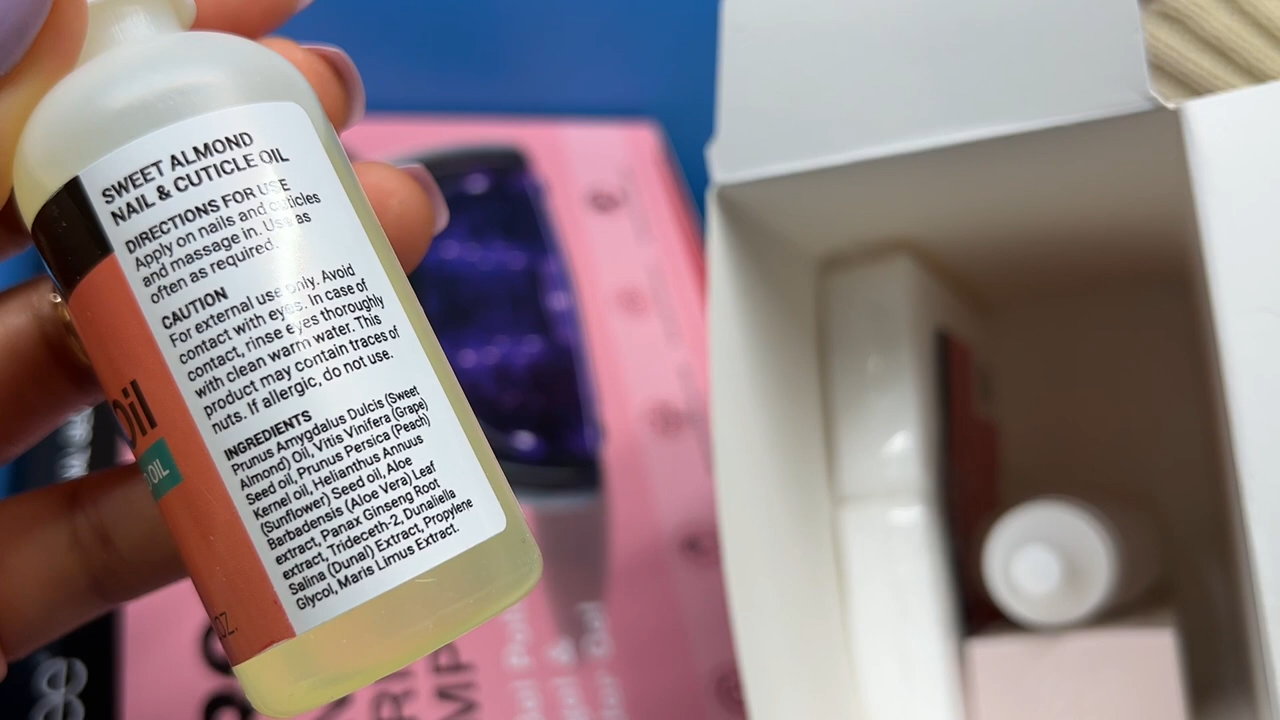 SWEET ALMOND
NAIL & CUTICLE OIL
DIRECTIONS FOR USE
Apply on nails and cuticles
and massage in. Use as
often as required.
CAUTION
For external use only. Avoid
contact with eyes. In case of
contact, rinse eyes thoroughly
with clean warm water. This
product may contain traces of
nuts. If allergic, do not use.
INGREDIENTS
Prunus Amygdalus Dulcis (Sweet
Almond) Oil, Vitis Vinifera (Grape)
Seed oil, Prunus Persica (Peach)
Kernel oil, Helianthus Annuus
(Sunflower) Seed oil, Aloe
Barbadensis (Aloe Vera) Leaf
extract, Panax Ginseng Root
extract, Trideceth-2, Dunaliella
Salina (Dunal) Extract, Propylene
Glycol, Maris Limus Extract.
Oil
OIL
OZ.